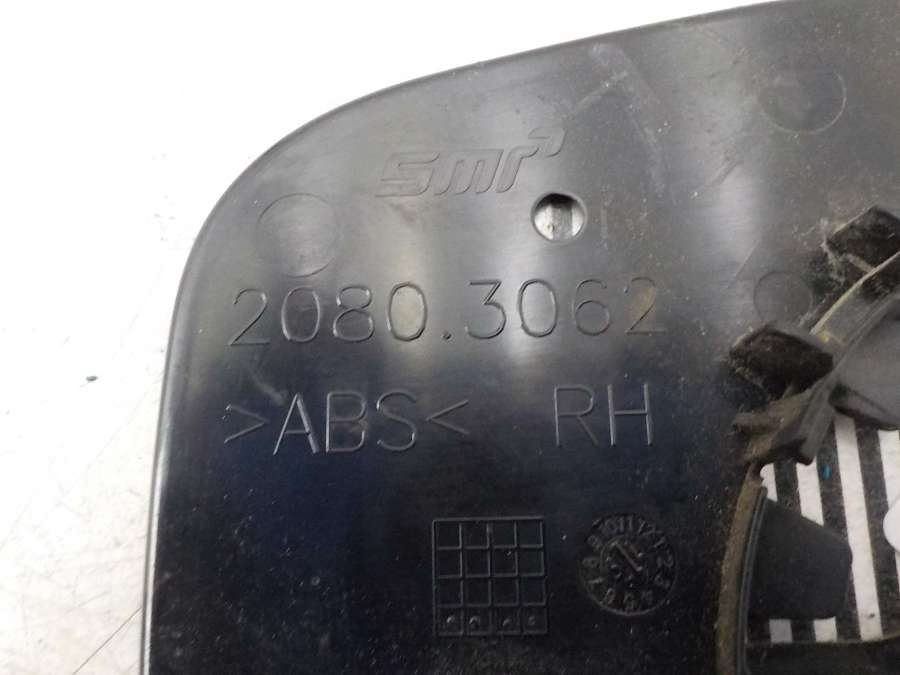 smr
2080.3062
>ABS< RH